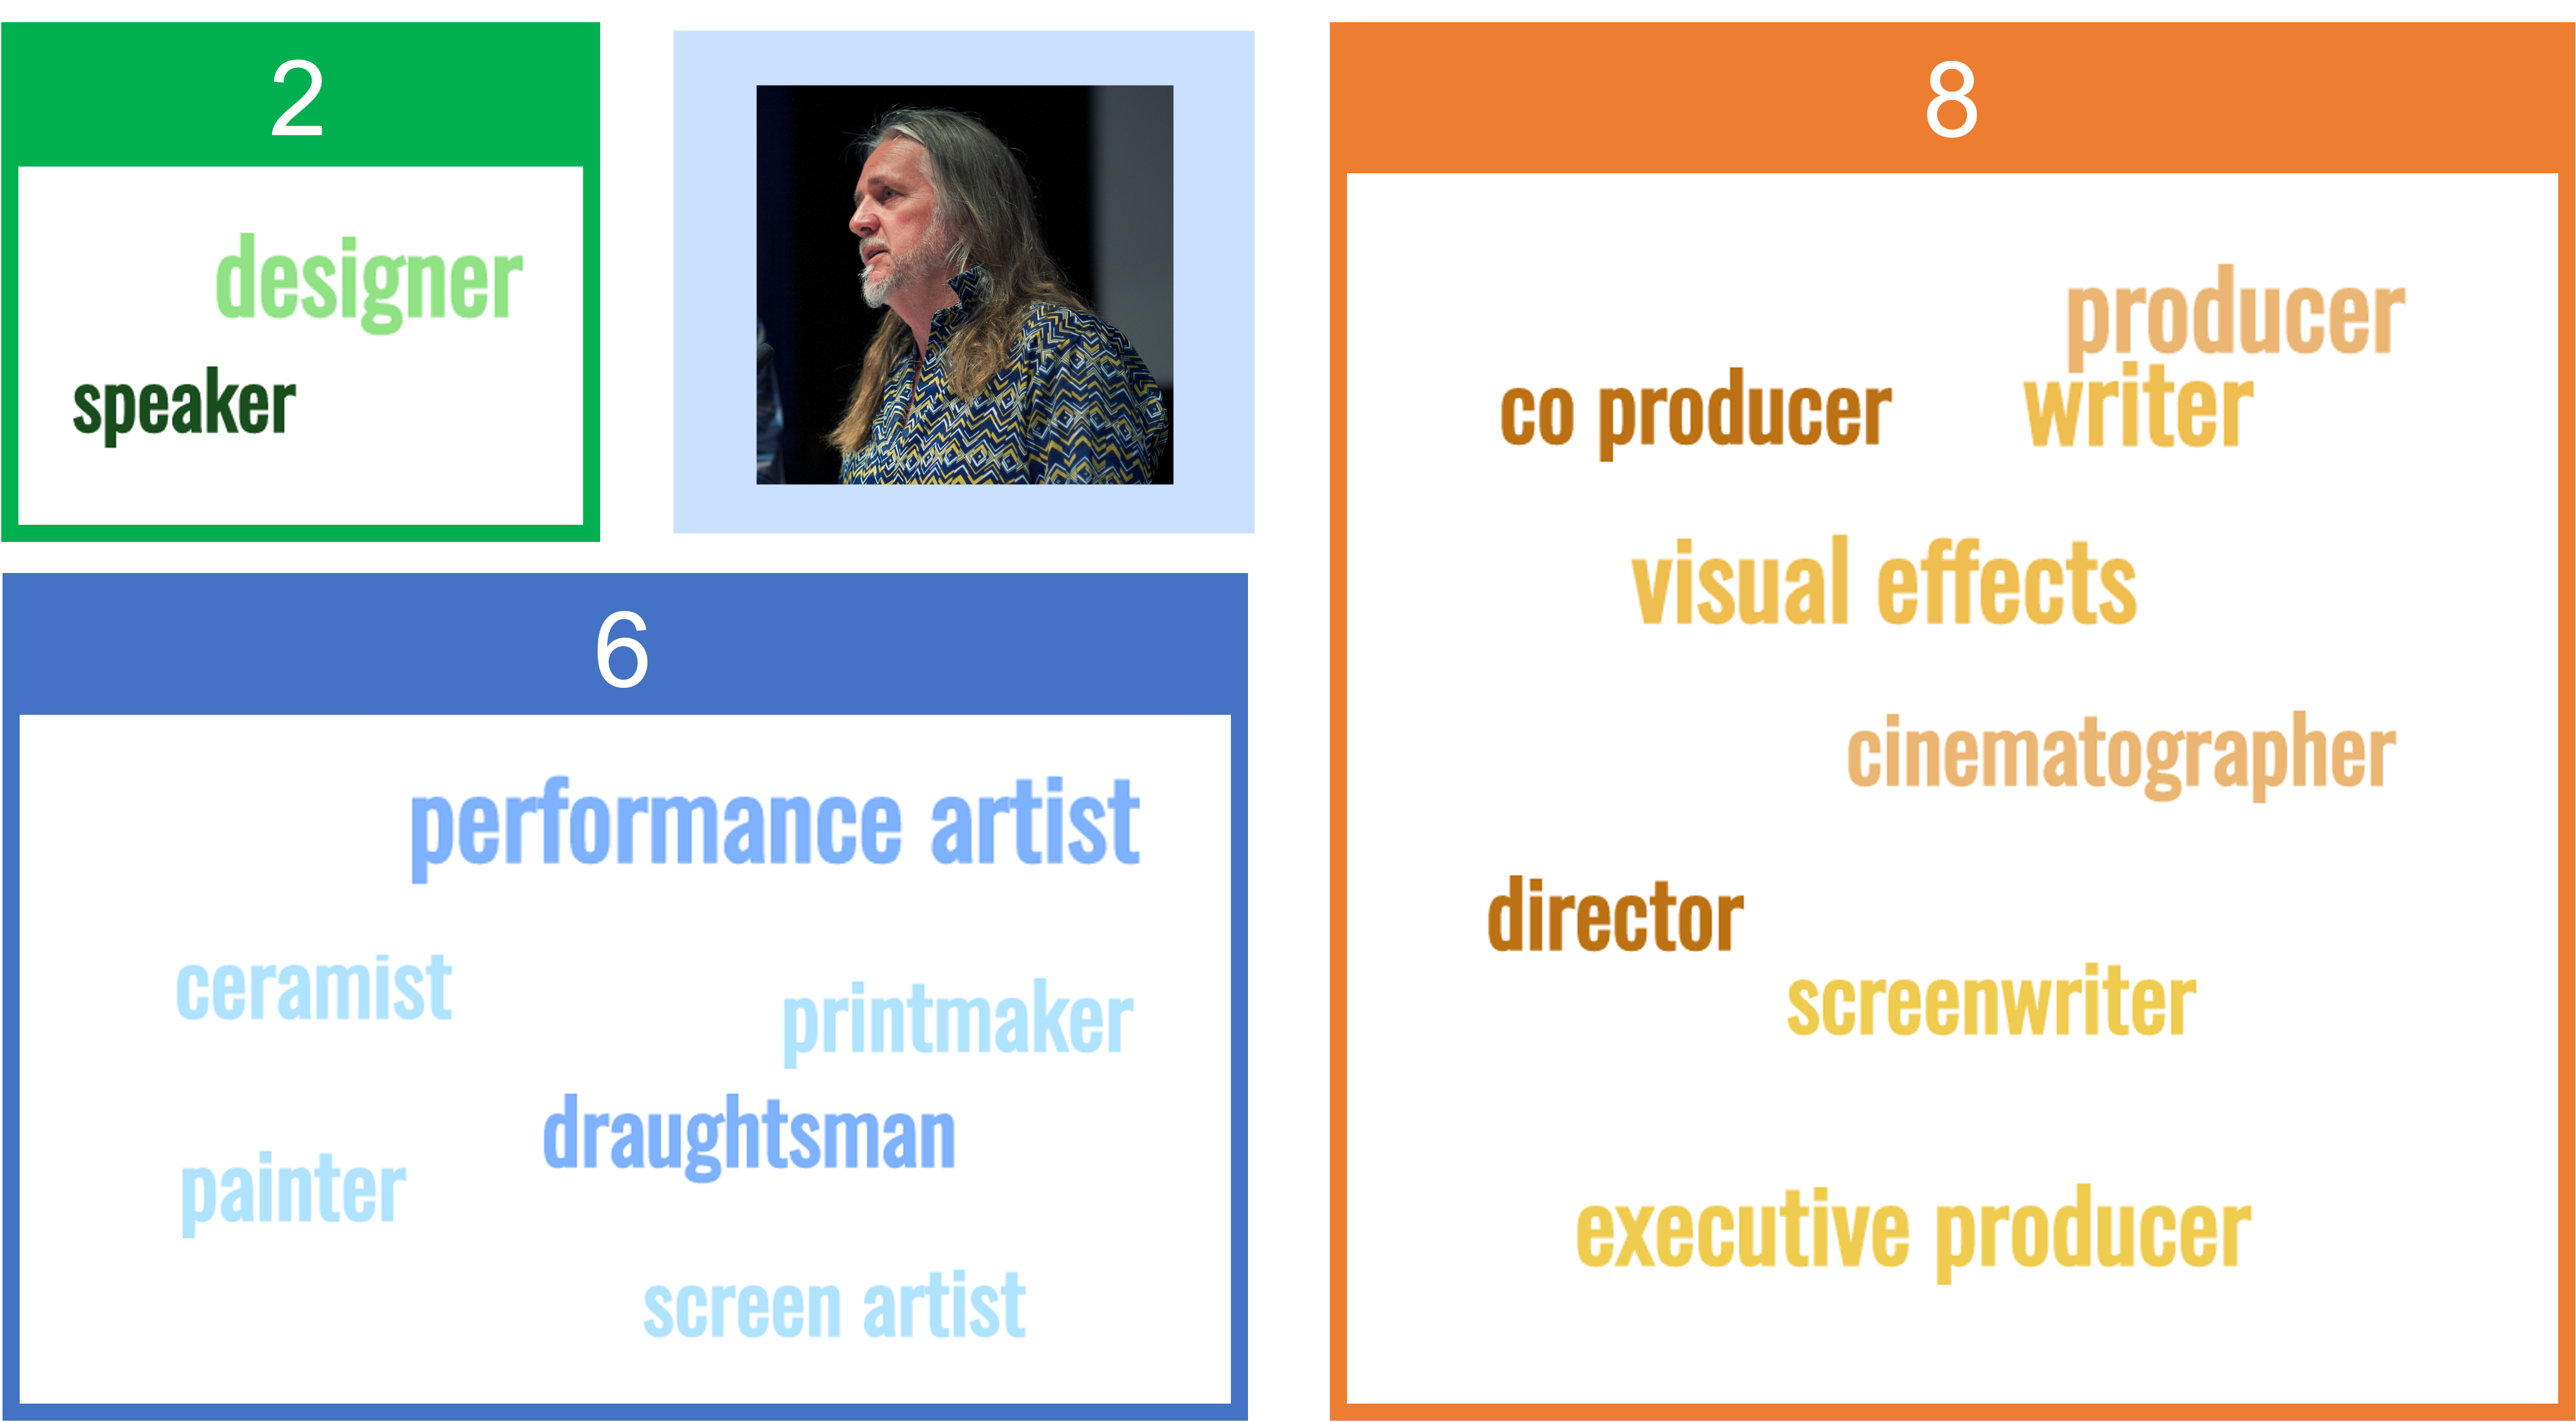 2
designer
speaker
6
performance artist
ceramist
printmaker
draughtsman
painter
screen artist
8
producer
co producer
writer
visual effects
cinematographer
director
screenwriter
executive producer